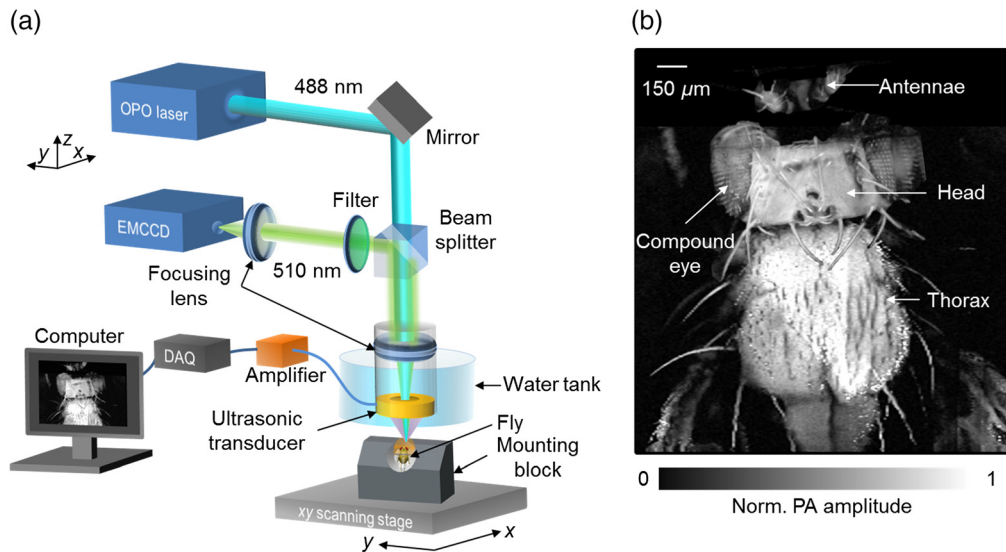 (a)
488 nm
OPO laser
Mirror
z
y
x
Filter
EMCCD
Beam
splitter
510 nm
Focusing
lens
Computer
DAQ
Amplifier
Water tank
Ultrasonic
transducer
Fly
Mounting
block
xy scanning stage
y
x
(b)
150 µm
Antennae
Head
Compound
eye
Thorax
0
1
Norm. PA amplitude